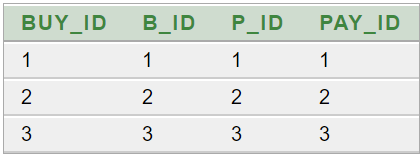 BUY_ID B_ID P_ID PAY_ID
1 1 1 1
2 2 2 2
3 3 3 3